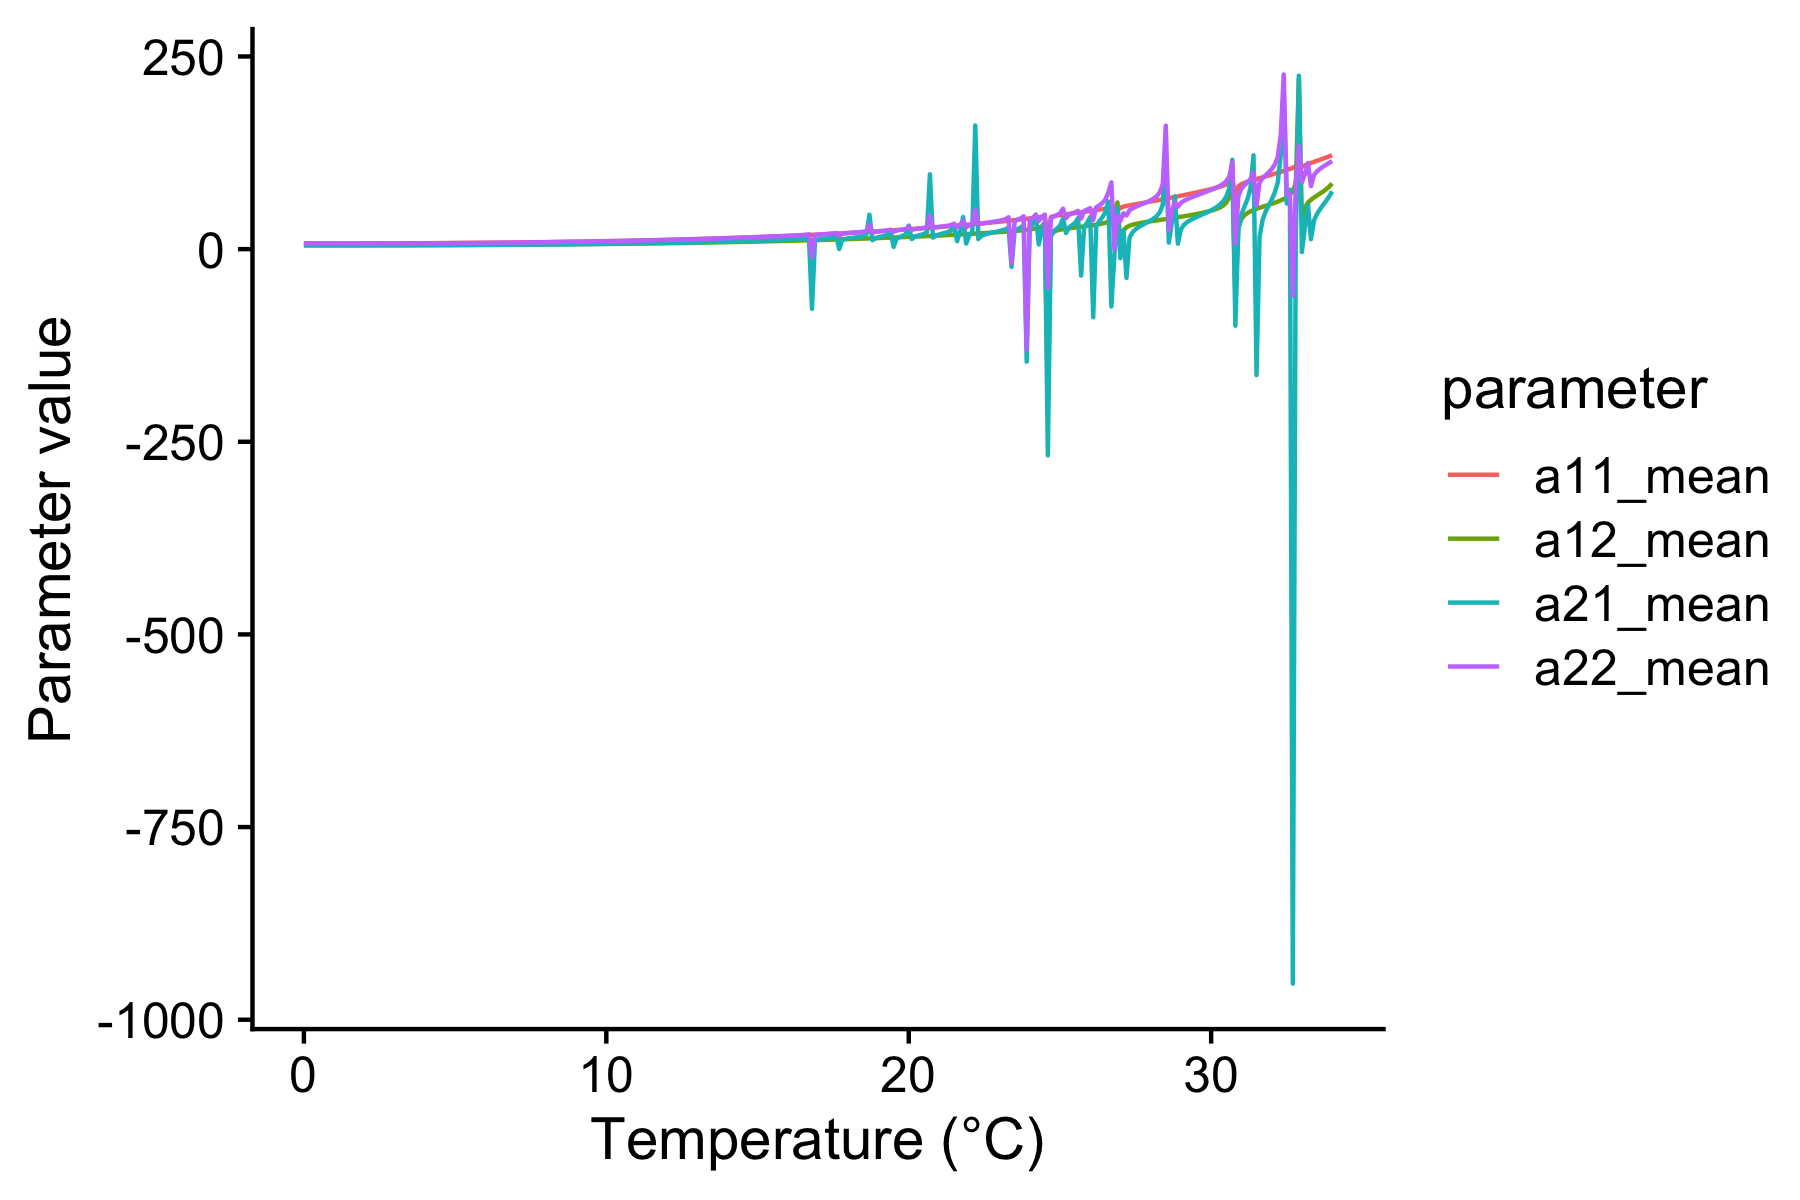 250
0
-250
-500
-750
-1000
Parameter value
0 10 20 30
Temperature (°C)
parameter
a11_mean
a12_mean
a21_mean
a22_mean